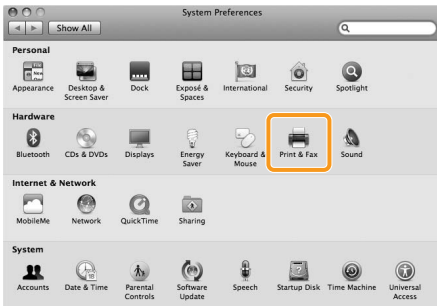 System Preferences
Show All
Personal
Appearance Desktop & Screen Saver Dock Exposé & Spaces International Security Spotlight
Hardware
Bluetooth CDs & DVDs Displays Energy Saver Keyboard & Mouse Print & Fax Sound
Internet & Network
MobileMe Network QuickTime Sharing
System
Accounts Date & Time Parental Controls Software Update Speech Startup Disk Time Machine Universal Access